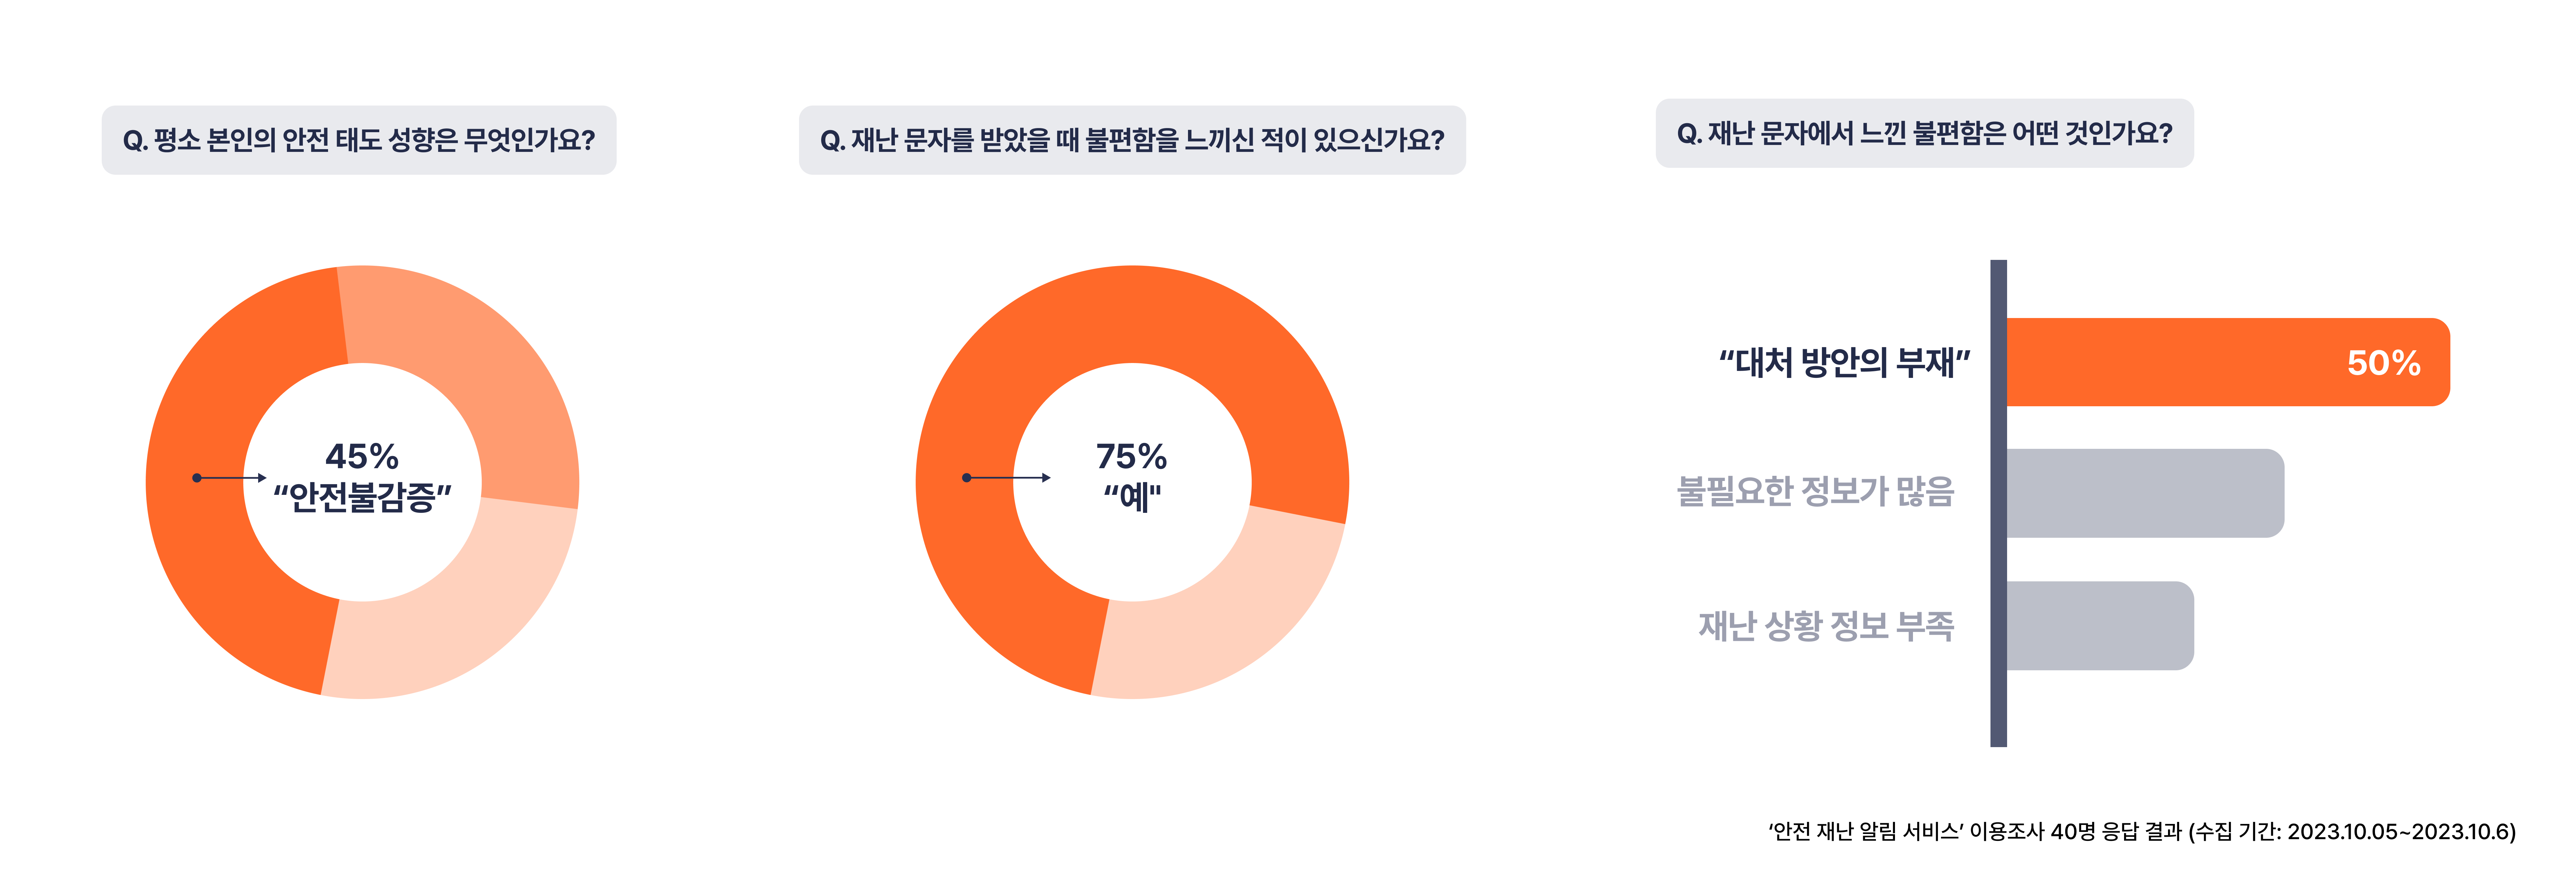 Q. 평소 본인의 안전 태도 성향은 무엇인가요?
45%
“안전불감증”
Q. 재난 문자를 받았을 때 불편함을 느끼신 적이 있으신가요?
75%
“예"
Q. 재난 문자에서 느낀 불편함은 어떤 것인가요?
“대처 방안의 부재”
50%
불필요한 정보가 많음
재난 상황 정보 부족
‘안전 재난 알림 서비스’ 이용조사 40명 응답 결과 (수집 기간: 2023.10.05~2023.10.6)